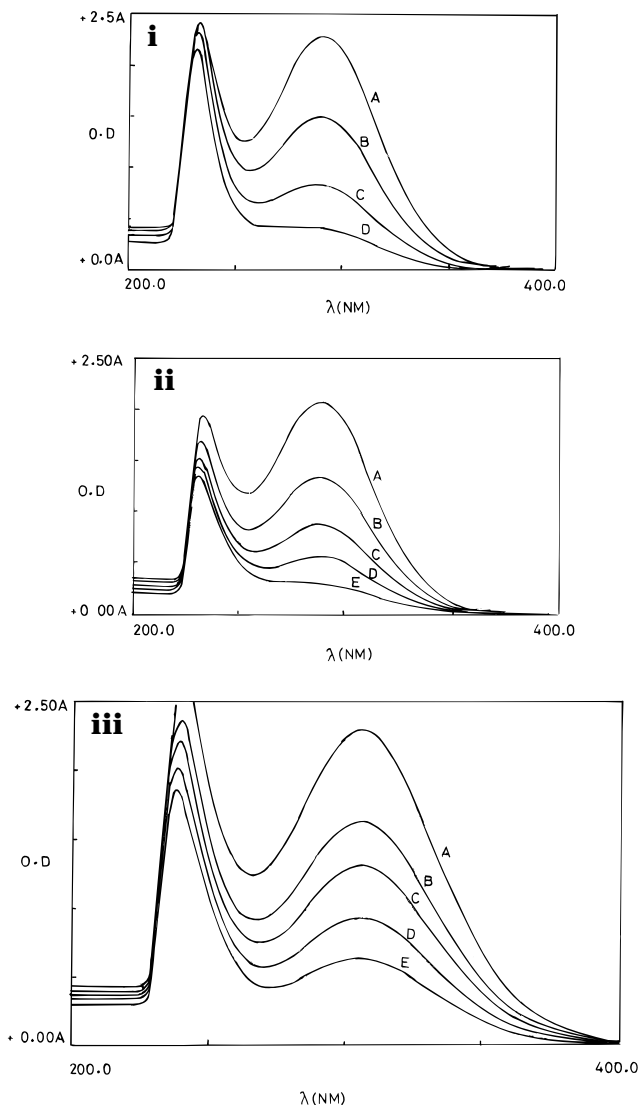 + 2.5A
i
A
O.D
B
C
D
+ 0.0A
200.0
400.0
λ(NM)
+ 2.50A
ii
A
O.D
B
C
D
E
+0 00A
200.0
400.0
λ(NM)
+2.50A
iii
A
O.D
B
C
D
E
+ 0.00A
200.0
400.0
λ(NM)